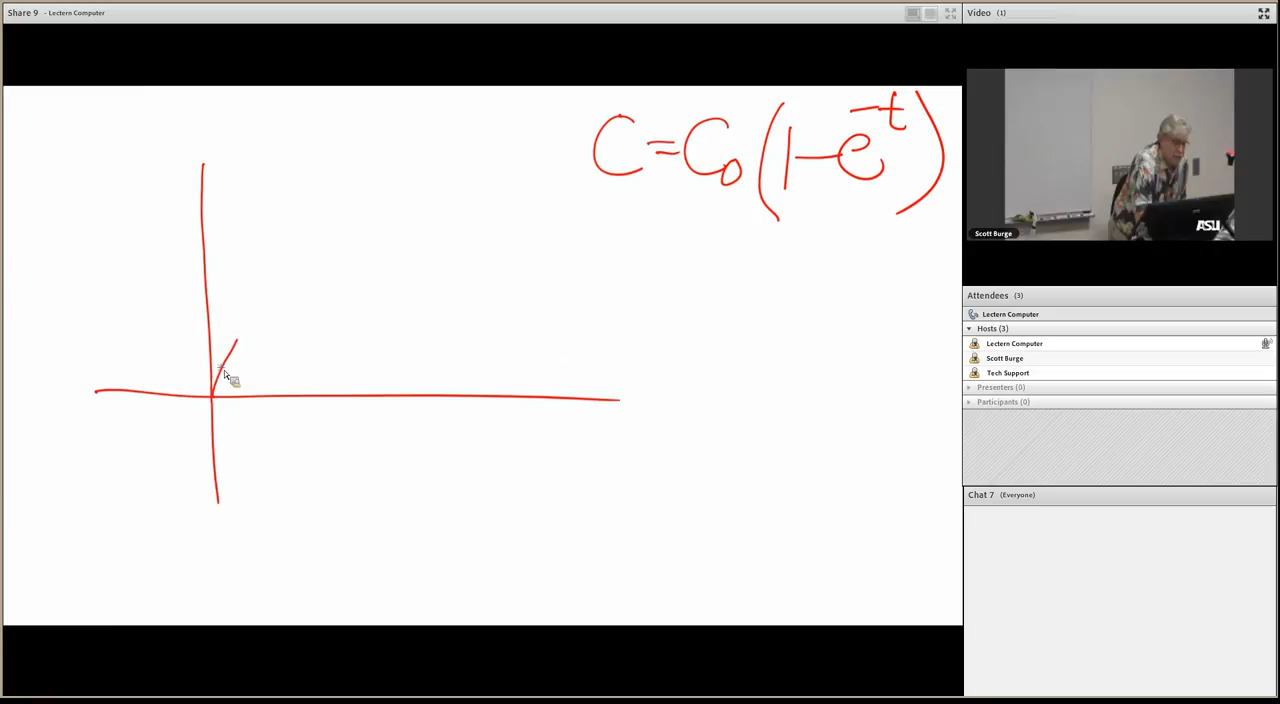 Share 9 - Lectern Computer
C=C₀(1-e^-t)
Video (1)
ASU
Scott Burge
Attendees (3)
Lectern Computer
Hosts (3)
Lectern Computer
Scott Burge
Tech Support
Presenters (0)
Participants (0)
Chat 7 (Everyone)